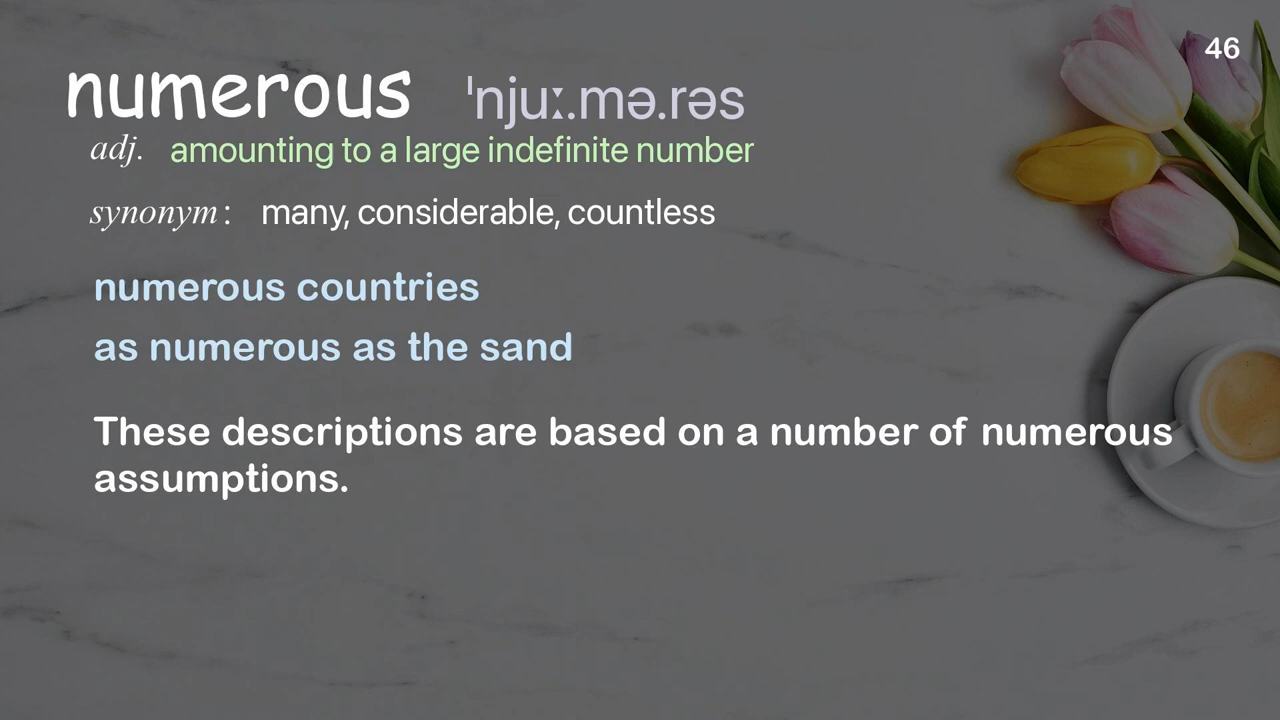 46
numerous ˈnjuː.mə.rəs
adj. amounting to a large indefinite number
synonym: many, considerable, countless
numerous countries
as numerous as the sand
These descriptions are based on a number of numerous
assumptions.